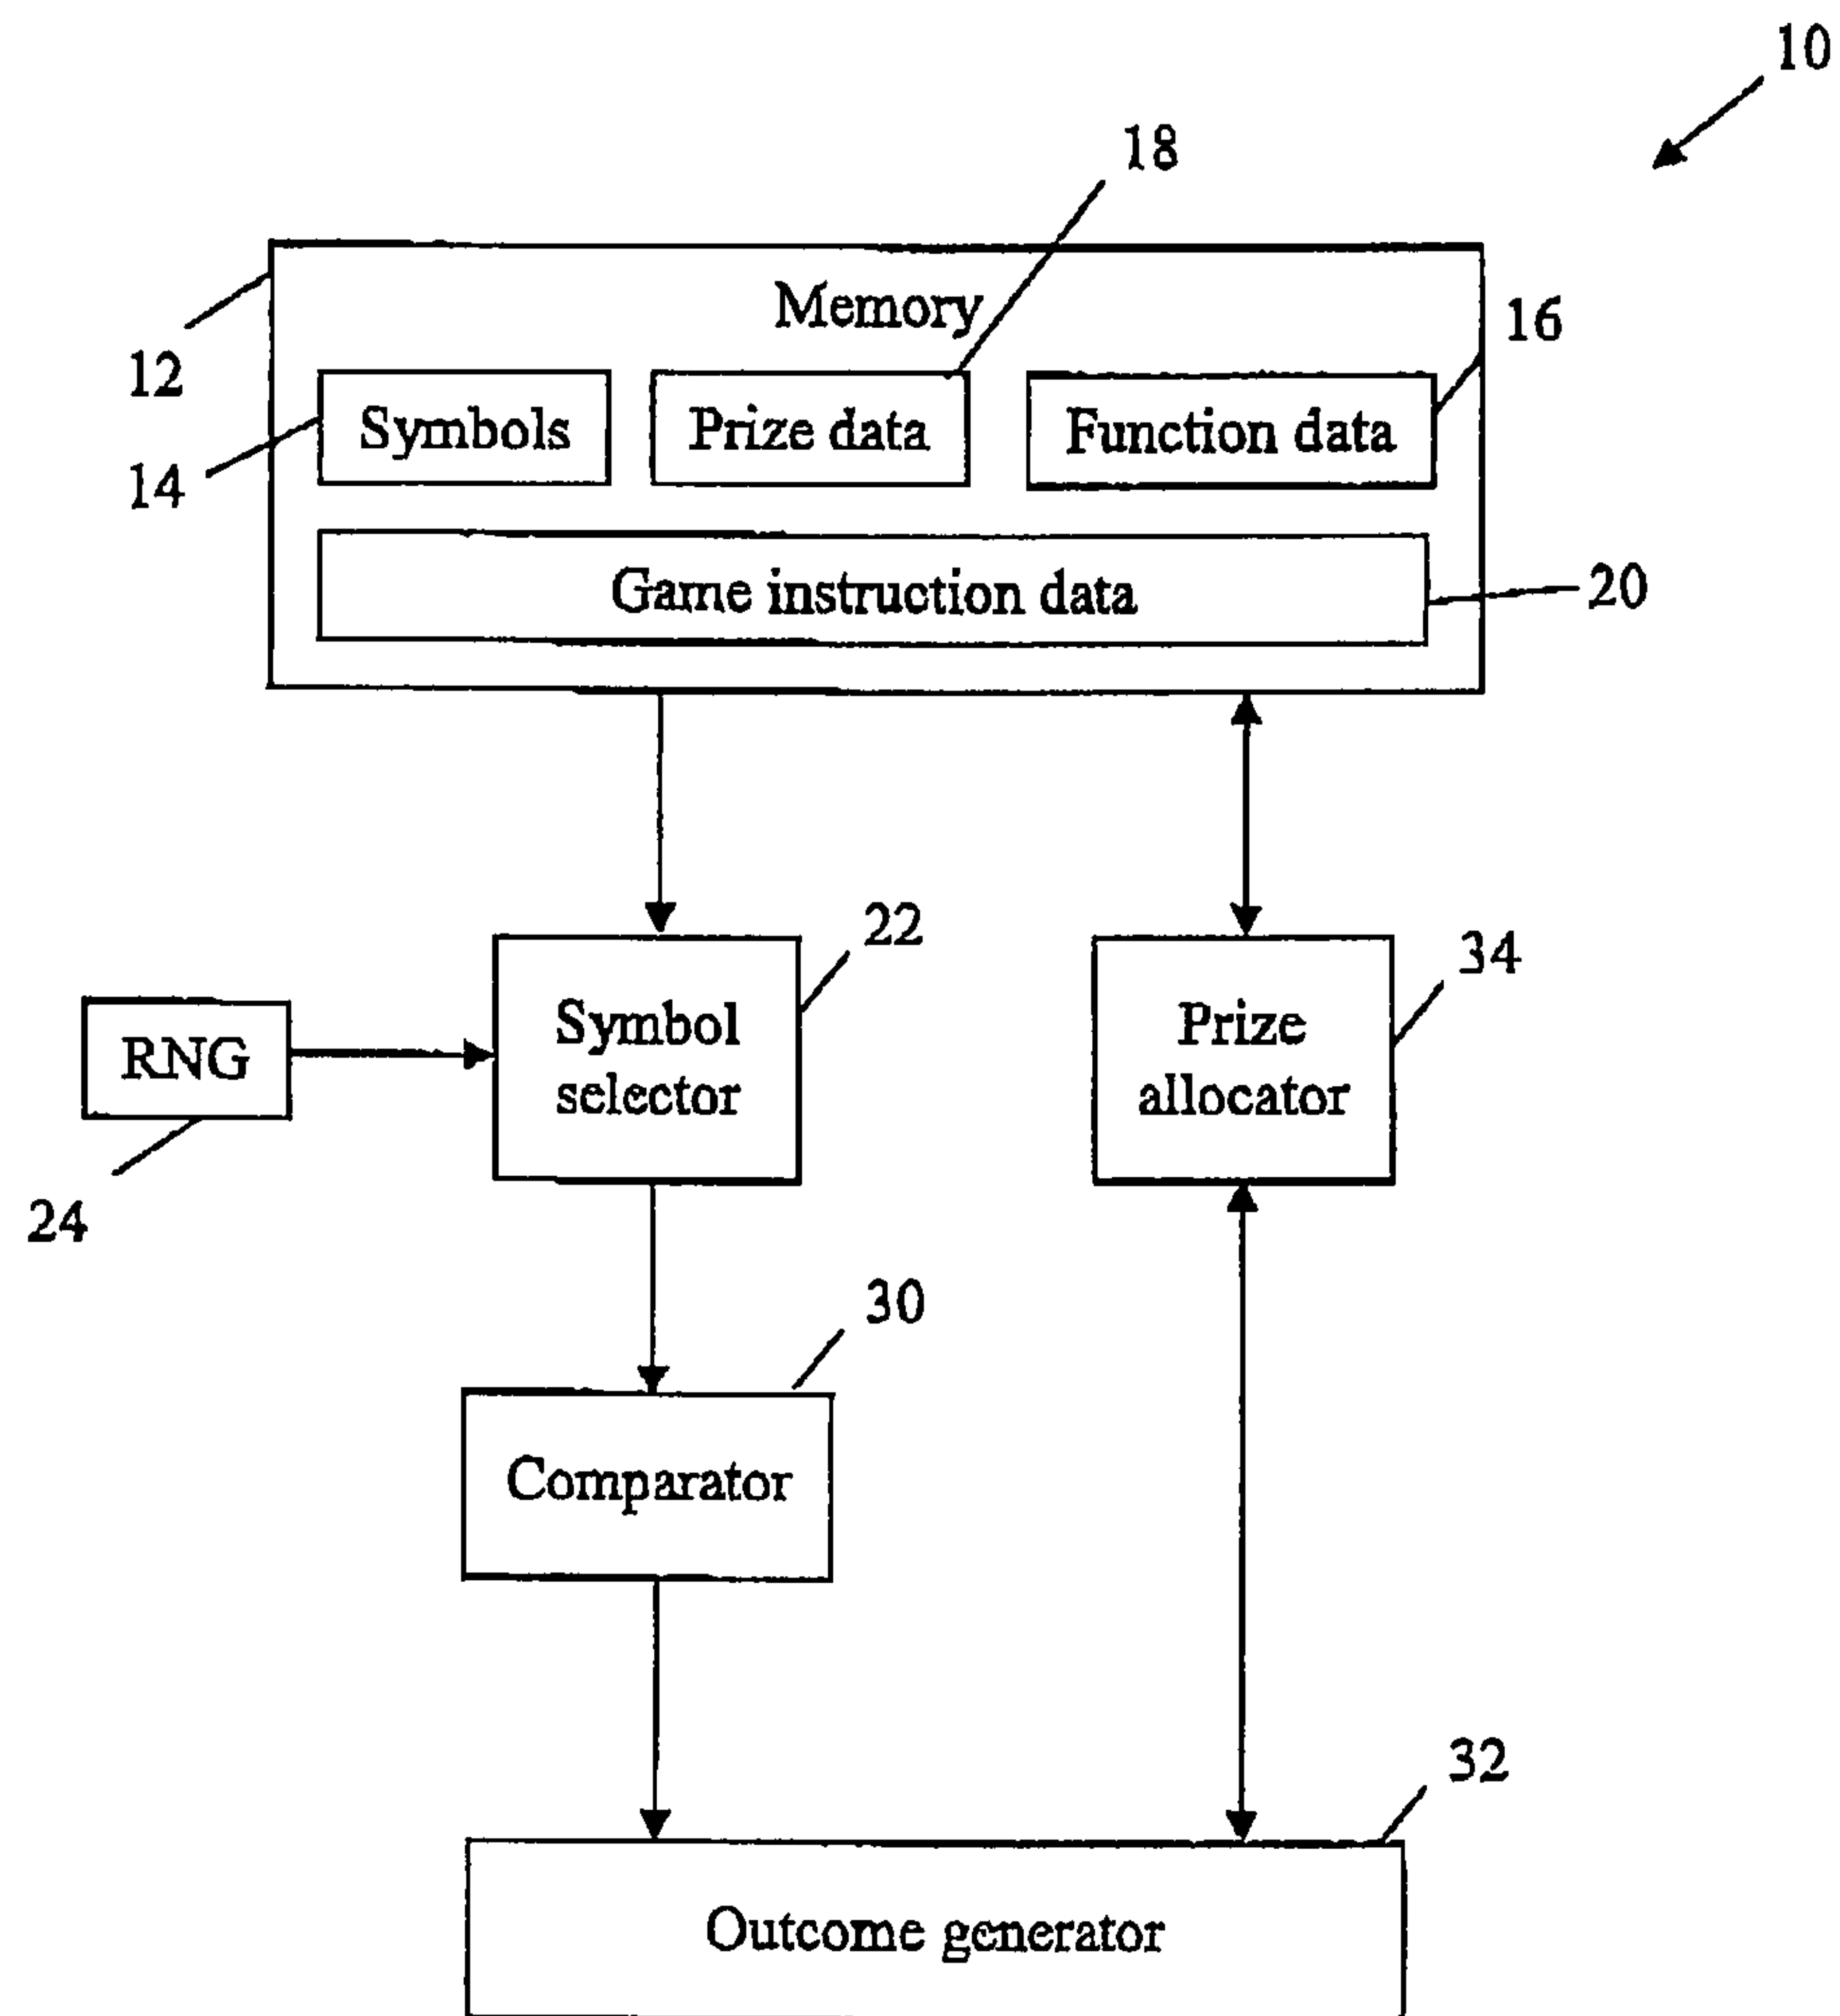 10
18
Memory
16
12
Symbols
Prize data
Function data
14
Game instruction data
20
22
34
Symbol
selector
Prize
allocator
RNG
24
30
Comparator
32
Outcome generator